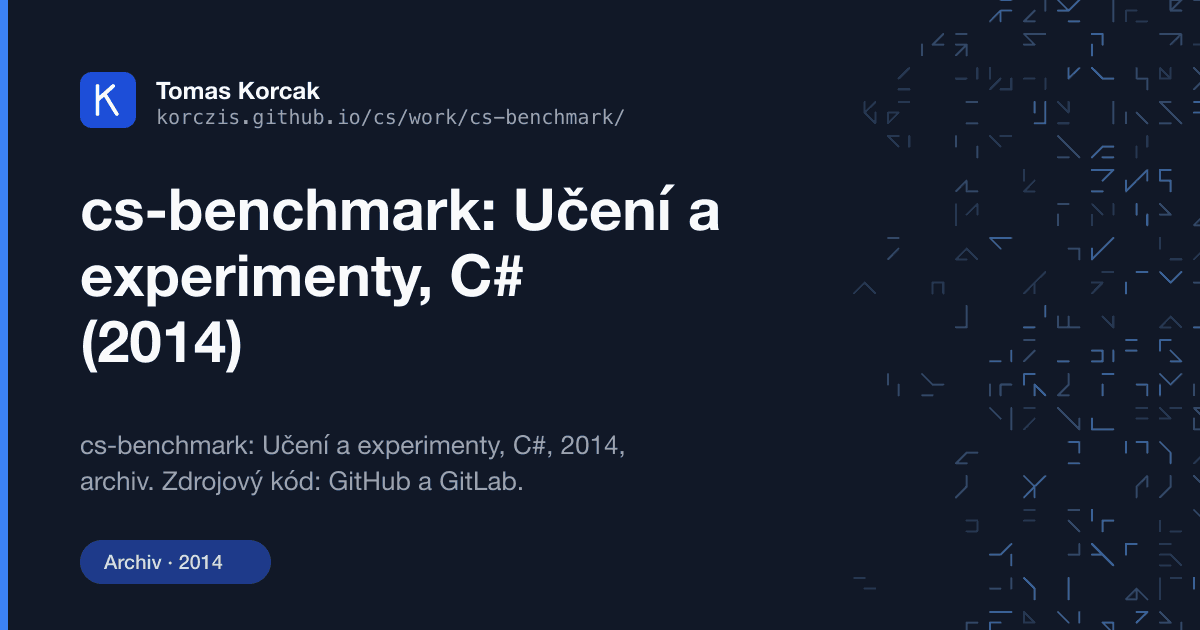 K
Tomas Korcak
korczis.github.io/cs/work/cs-benchmark/
cs-benchmark: Učení a
experimenty, C#
(2014)
cs-benchmark: Učení a experimenty, C#, 2014,
archiv. Zdrojový kód: GitHub a GitLab.
Archiv · 2014